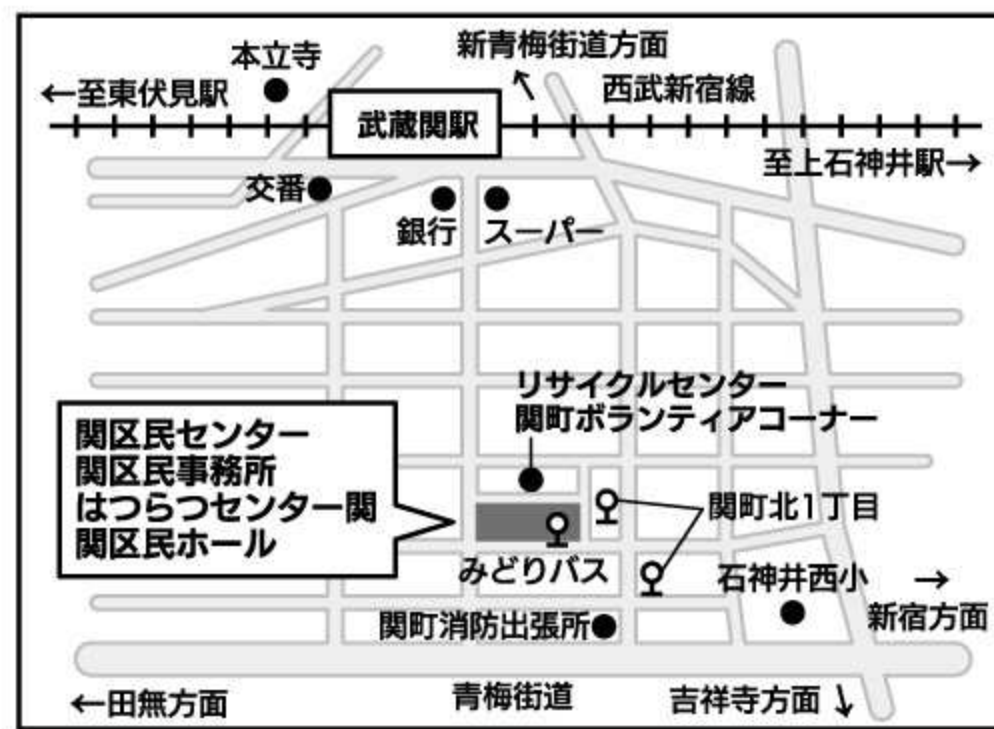 本立寺
新青梅街道方面
←至東伏見駅
西武新宿線
武蔵関駅
至上石神井駅→
交番
銀行
スーパー
リサイクルセンター
関町ボランティアコーナー
関区民センター
関区民事務所
はつらつセンター関
関区民ホール
関町北1丁目
みどりバス
石神井西小
新宿方面
関町消防出張所
←田無方面
青梅街道
吉祥寺方面